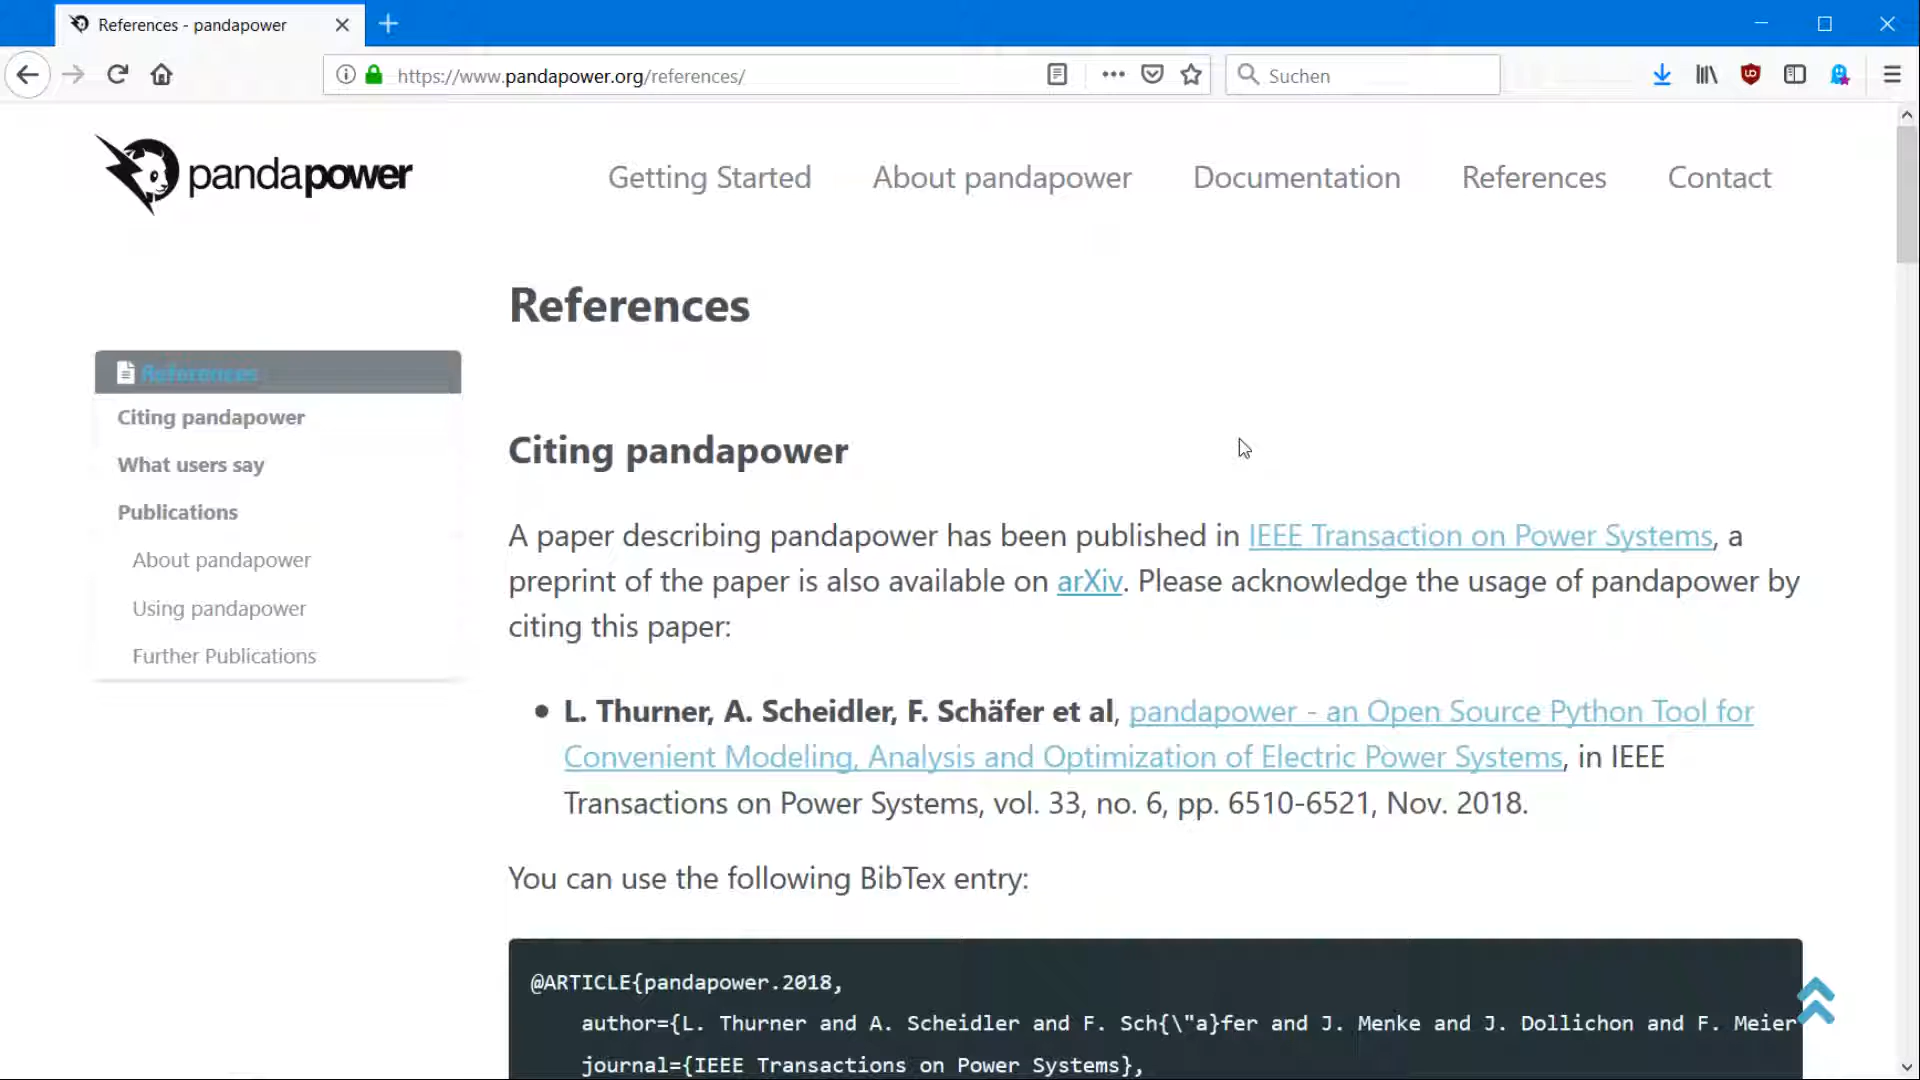 References - pandapower
https://www.pandapower.org/references/
Suchen
pandapower
Getting Started
About pandapower
Documentation
References
Contact
References
References
Citing pandapower
What users say
Publications
About pandapower
Using pandapower
Further Publications
Citing pandapower
A paper describing pandapower has been published in IEEE Transaction on Power Systems, a
preprint of the paper is also available on arXiv. Please acknowledge the usage of pandapower by
citing this paper:
• L. Thurner, A. Scheidler, F. Schäfer et al, pandapower - an Open Source Python Tool for
Convenient Modeling, Analysis and Optimization of Electric Power Systems, in IEEE
Transactions on Power Systems, vol. 33, no. 6, pp. 6510-6521, Nov. 2018.
You can use the following BibTex entry:
@ARTICLE{pandapower.2018,
author={L. Thurner and A. Scheidler and F. Sch{\"a}fer and J. Menke and J. Dollichon and F. Meier
journal={IEEE Transactions on Power Systems},